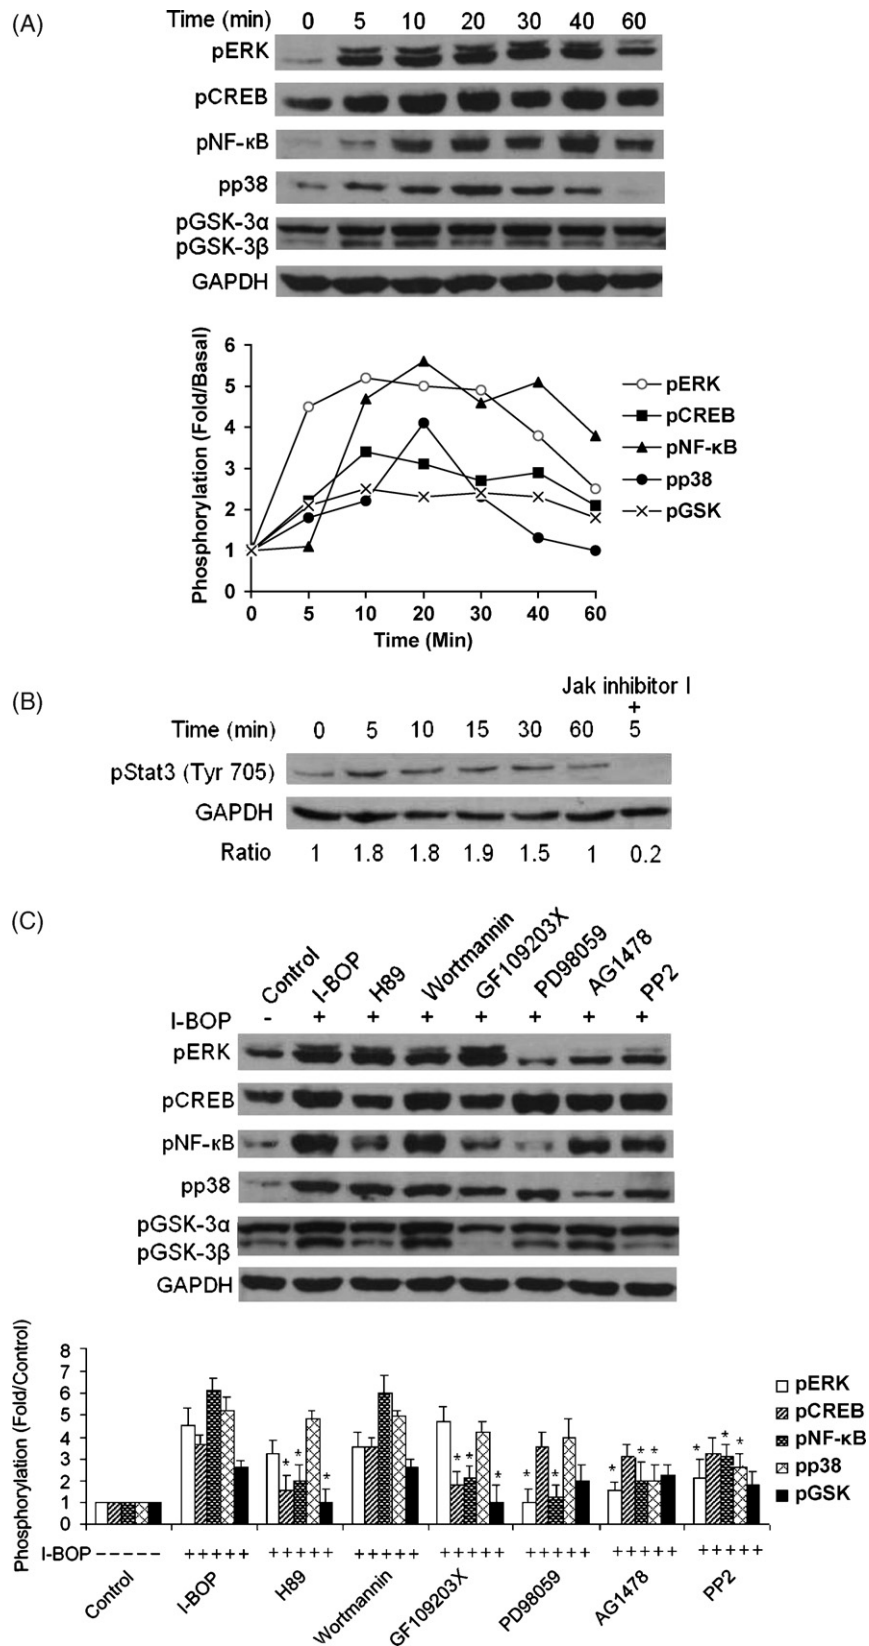 (A)
Time (min) 0 5 10 20 30 40 60
pERK
pCREB
pNF-κB
pp38
pGSK-3α
pGSK-3β
GAPDH
Phosphorylation (Fold/Basal)
6
5
4
3
2
1
0
0 5 10 20 30 40 60
Time (Min)
pERK
pCREB
pNF-κB
pp38
pGSK
(B)
Jak inhibitor I
+
Time (min) 0 5 10 15 30 60 5
pStat3 (Tyr 705)
GAPDH
Ratio 1 1.8 1.8 1.9 1.5 1 0.2
(C)
Control I-BOP H89 Wortmannin GF109203X PD98059 AG1478 PP2
I-BOP - + + + + + + +
pERK
pCREB
pNF-κB
pp38
pGSK-3α
pGSK-3β
GAPDH
Phosphorylation (Fold/Control)
8
7
6
5
4
3
2
1
0
* * * * * * * * * * * * * * *
pERK
pCREB
pNF-κB
pp38
pGSK
I-BOP – – – – – + + + + + + + + + + + + + + + + + + + + + + + + + + + + + + + + + + +
Control I-BOP H89 Wortmannin GF109203X PD98059 AG1478 PP2